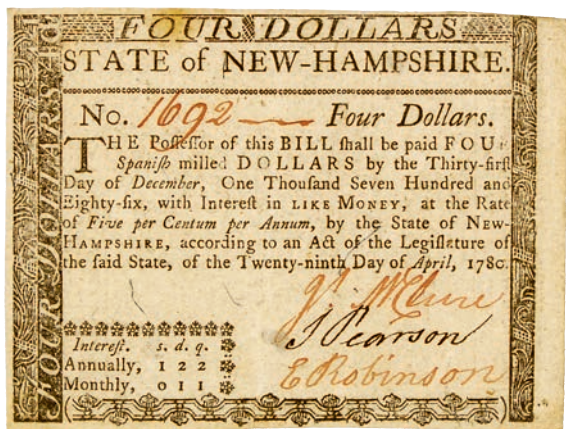 FOUR DOLLARS
STATE of NEW-HAMPSHIRE.
No. 1692 Four Dollars.
THE Poſſeſſor of this BILL ſhall be paid FOUR
Spaniſh milled DOLLARS by the Thirty-firſt
Day of December, One Thouſand Seven Hundred and
Eighty-ſix, with Intereſt in LIKE MONEY, at the Rate
of Five per Centum per Annum, by the State of NEW-
HAMPSHIRE, according to an Act of the Legiſlature of
the ſaid State, of the Twenty-ninth Day of April, 1780.
J Pearson
E Robinson
Intereſt. s. d. q.
Annually, 1 2 2
Monthly, 0 1 1
FOUR DOLLARS